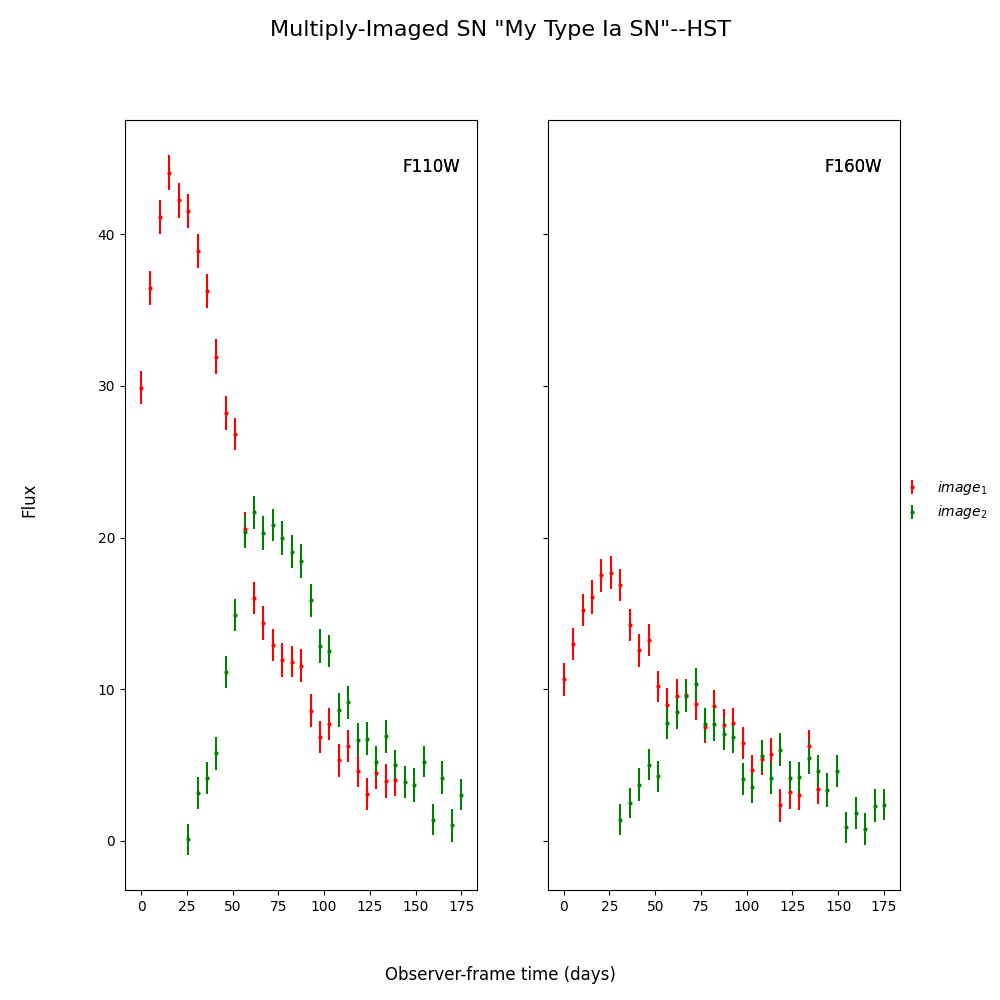 Multiply-Imaged SN "My Type Ia SN"--HST
F110W
F160W
40
30
20
10
0
Flux
image1
image2
0 25 50 75 100 125 150 175
0 25 50 75 100 125 150 175
Observer-frame time (days)